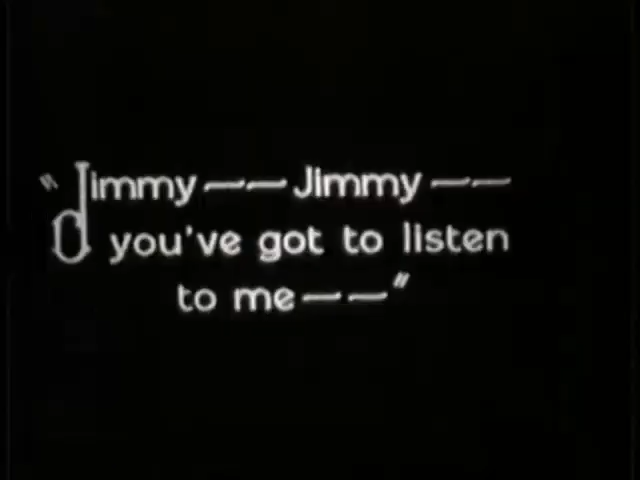 "Jimmy——Jimmy——
you've got to listen
to me——"